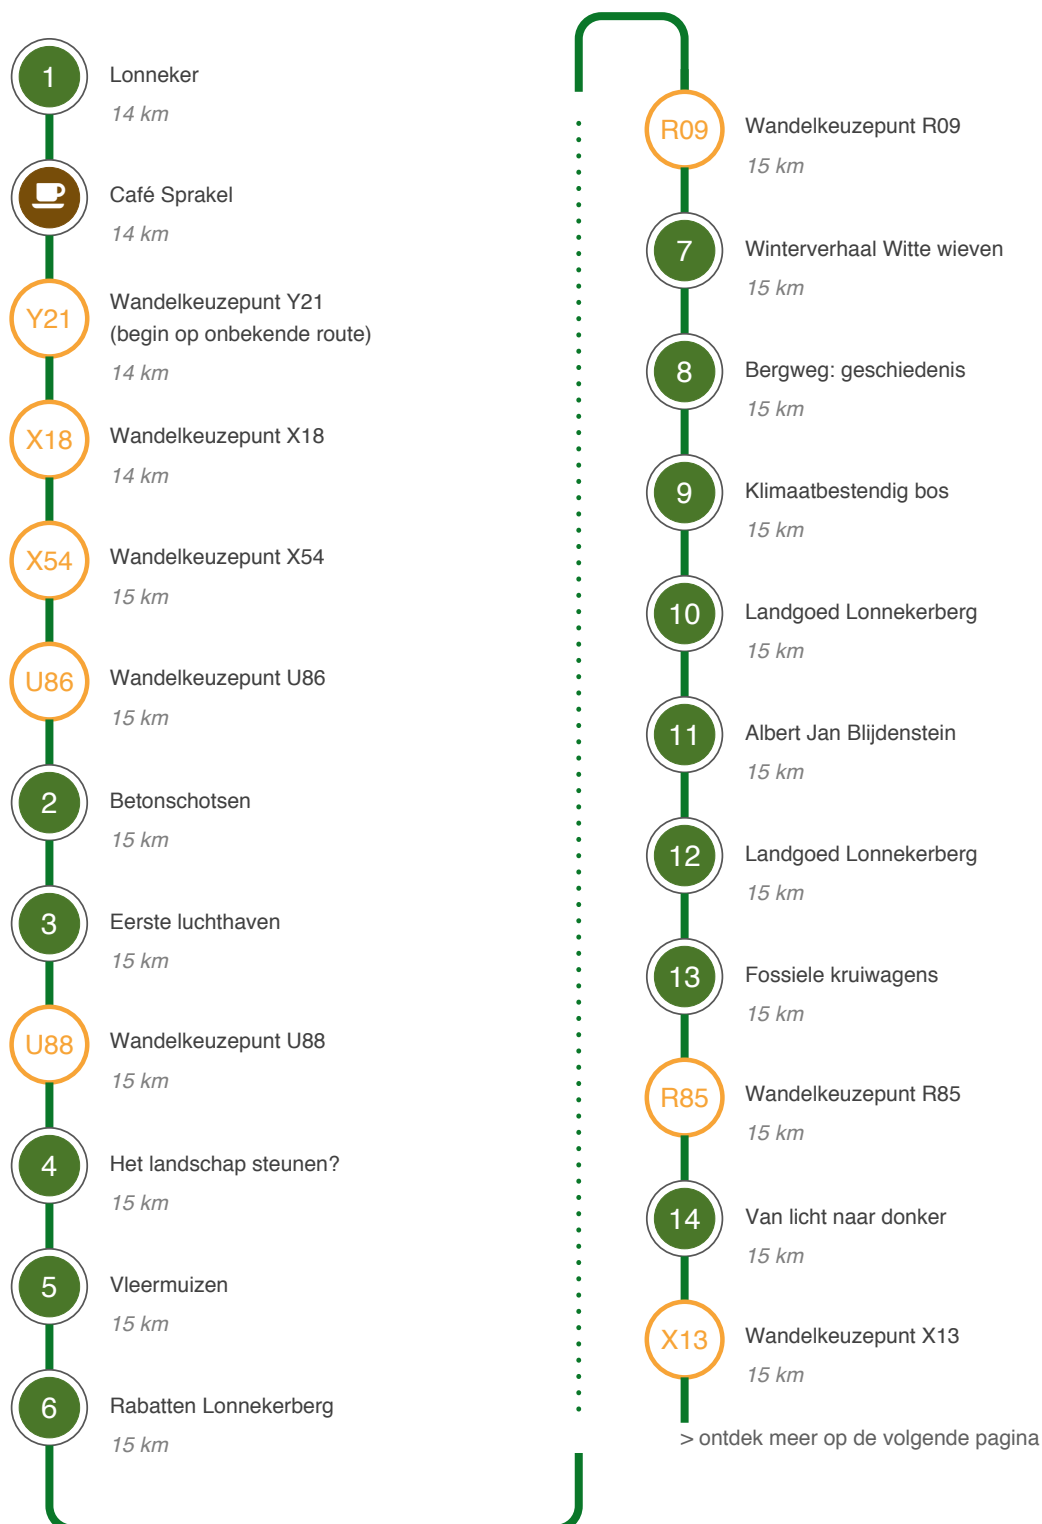 1
Lonneker
14 km
Café Sprakel
14 km
Y21
Wandelkeuzepunt Y21
(begin op onbekende route)
14 km
X18
Wandelkeuzepunt X18
14 km
X54
Wandelkeuzepunt X54
15 km
U86
Wandelkeuzepunt U86
15 km
2
Betonschotsen
15 km
3
Eerste luchthaven
15 km
U88
Wandelkeuzepunt U88
15 km
4
Het landschap steunen?
15 km
5
Vleermuizen
15 km
6
Rabatten Lonnekerberg
15 km
R09
Wandelkeuzepunt R09
15 km
7
Winterverhaal Witte wieven
15 km
8
Bergweg: geschiedenis
15 km
9
Klimaatbestendig bos
15 km
10
Landgoed Lonnekerberg
15 km
11
Albert Jan Blijdenstein
15 km
12
Landgoed Lonnekerberg
15 km
13
Fossiele kruiwagens
15 km
R85
Wandelkeuzepunt R85
15 km
14
Van licht naar donker
15 km
X13
Wandelkeuzepunt X13
15 km
> ontdek meer op de volgende pagina